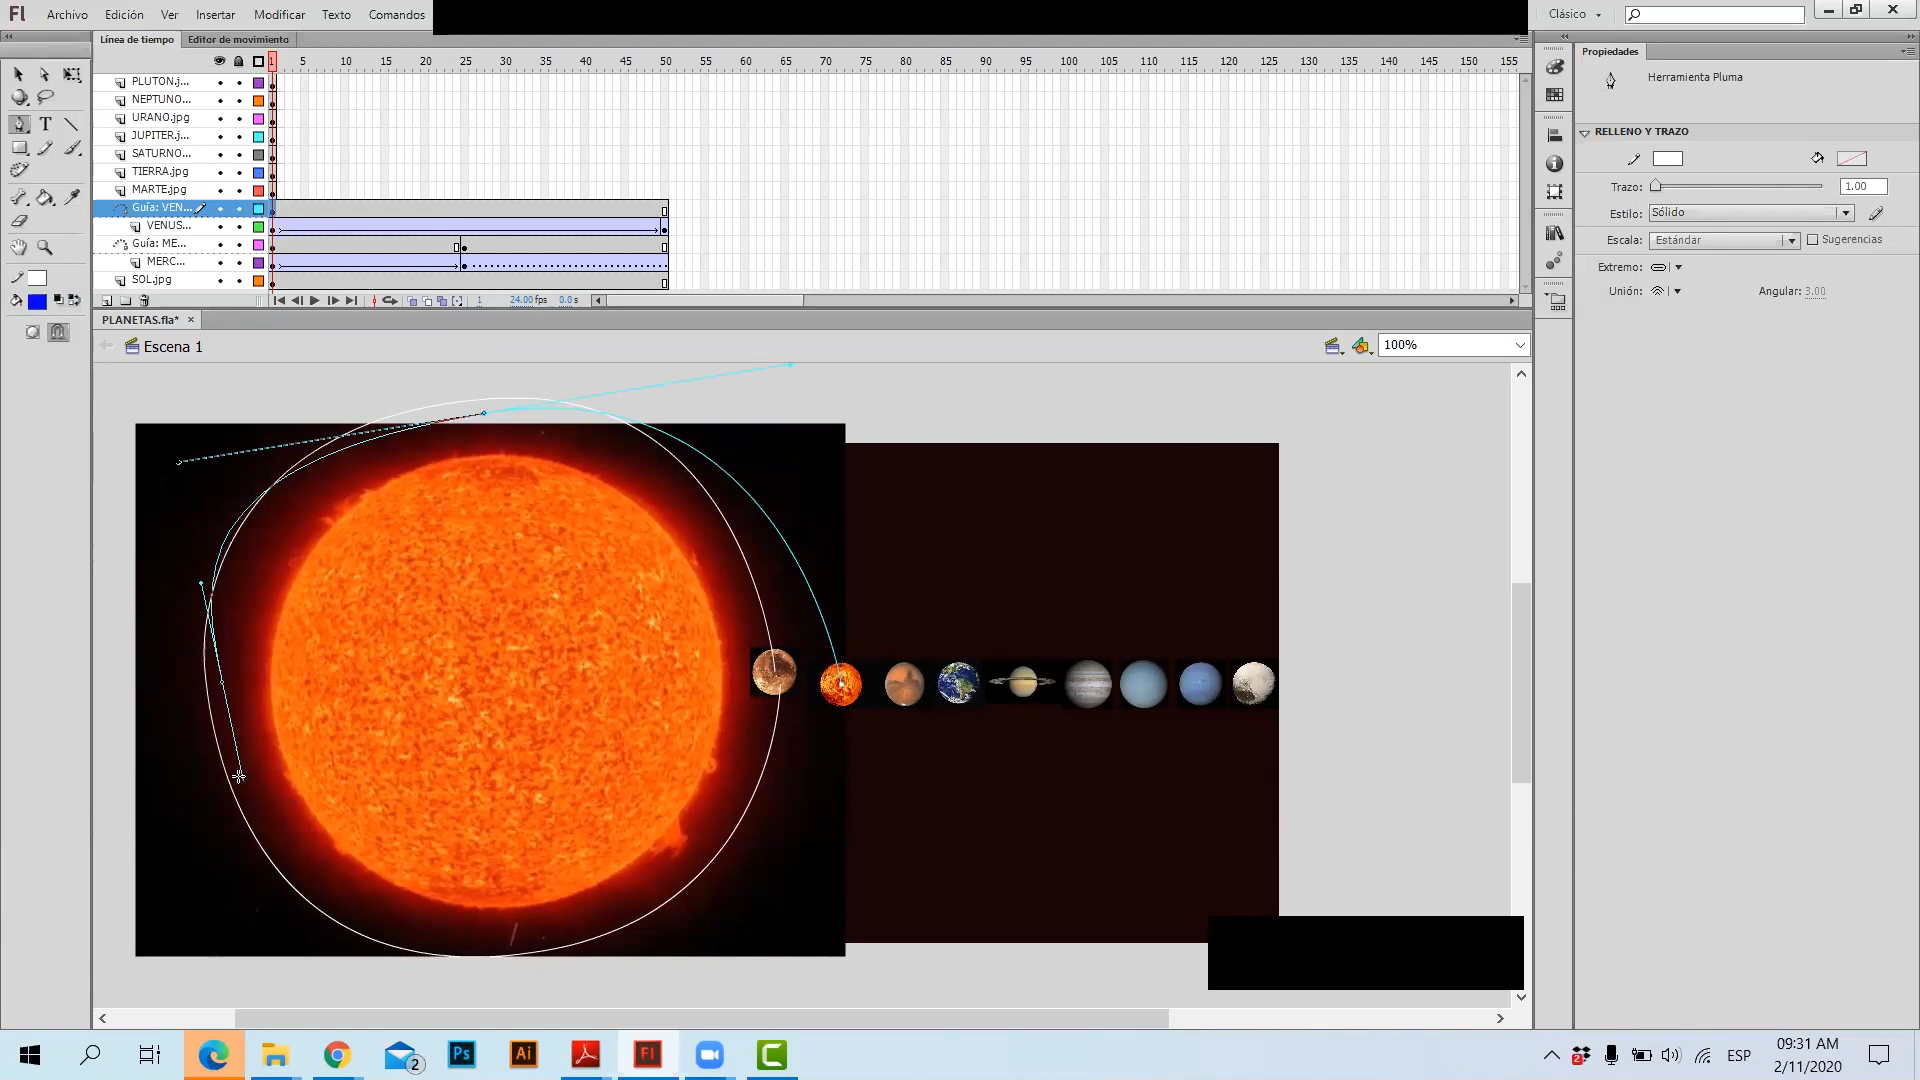 Fl Archivo Edición Ver Insertar Modificar Texto Comandos
Clásico
Línea de tiempo Editor de movimiento
1 5 10 15 20 25 30 35 40 45 50 55 60 65 70 75 80 85 90 95 100 105 110 115 120 125 130 135 140 145 150 155
PLUTON.j...
NEPTUNO...
URANO.jpg
JUPITER.j...
SATURNO...
TIERRA.jpg
MARTE.jpg
Guía: VEN...
VENUS...
Guía: ME...
MERC...
SOL.jpg
1 24.00 fps 0.0 s
PLANETAS.fla*
Escena 1
100%
Propiedades
Herramienta Pluma
RELLENO Y TRAZO
Trazo: 1.00
Estilo: Sólido
Escala: Estándar Sugerencias
Extremo:
Unión: Angular: 3.00
T
2 Ps Ai Fl
2 ESP
09:31 AM
2/11/2020